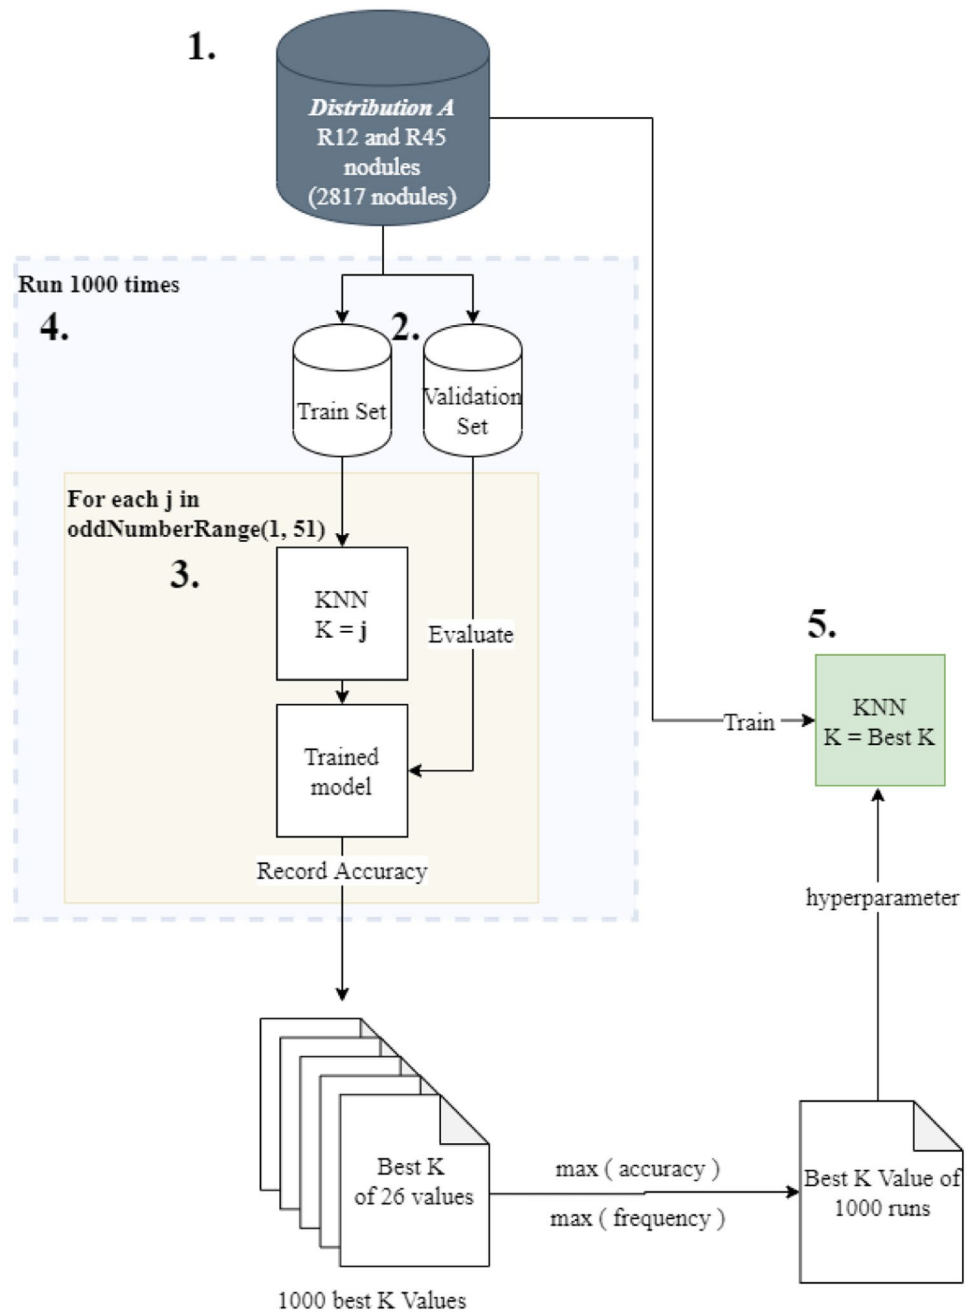 1.
Distribution A
R12 and R45
nodules
(2817 nodules)
Run 1000 times
4.
2.
Train Set
Validation
Set
For each j in
oddNumberRange(1, 51)
3.
KNN
K = j
Evaluate
Trained
model
Record Accuracy
5.
KNN
K = Best K
Train
hyperparameter
Best K
of 26 values
1000 best K Values
max ( accuracy )
max ( frequency )
Best K Value of
1000 runs